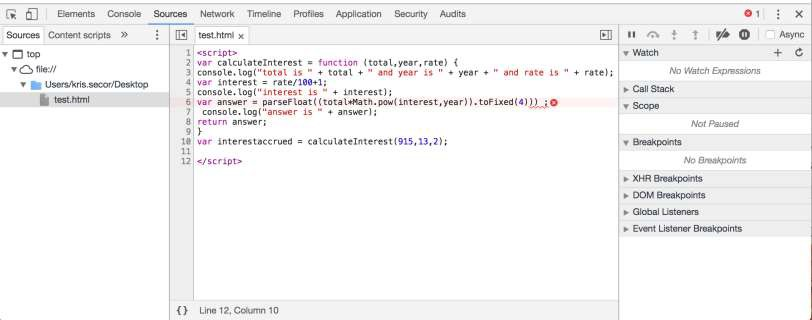 Elements Console Sources Network Timeline Profiles Application Security Audits 1
Sources Content scripts » test.html × Async
top
file://
Users/kris.secor/Desktop
test.html
1 <script>
2 var calculateInterest = function (total,year,rate) {
3 console.log("total is " + total + " and year is " + year + " and rate is " + rate);
4 var interest = rate/100+1;
5 console.log("interest is " + interest);
6 var answer = parseFloat((total*Math.pow(interest,year)).toFixed(4))) ;
7 console.log("answer is " + answer);
8 return answer;
9 }
10 var interestaccrued = calculateInterest(915,13,2);
11
12 </script>
{} Line 12, Column 10
Watch
No Watch Expressions
Call Stack
Scope
Not Paused
Breakpoints
No Breakpoints
XHR Breakpoints
DOM Breakpoints
Global Listeners
Event Listener Breakpoints